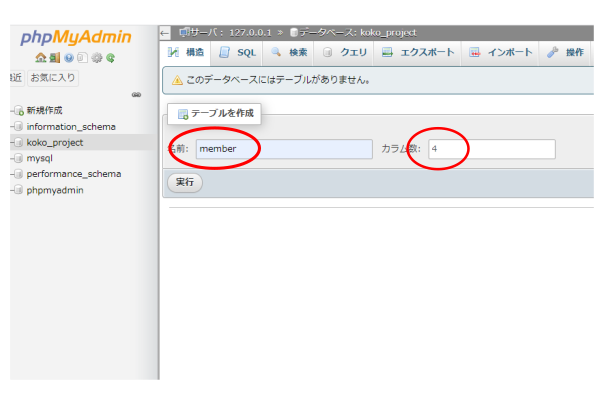 phpMyAdmin
お気に入り
新規作成
information_schema
koko_project
mysql
performance_schema
phpmyadmin
サーバ: 127.0.0.1 » データベース: koko_project
構造 SQL 検索 クエリ エクスポート インポート 操作
このデータベースにはテーブルがありません。
テーブルを作成
名前: member カラム数: 4
実行